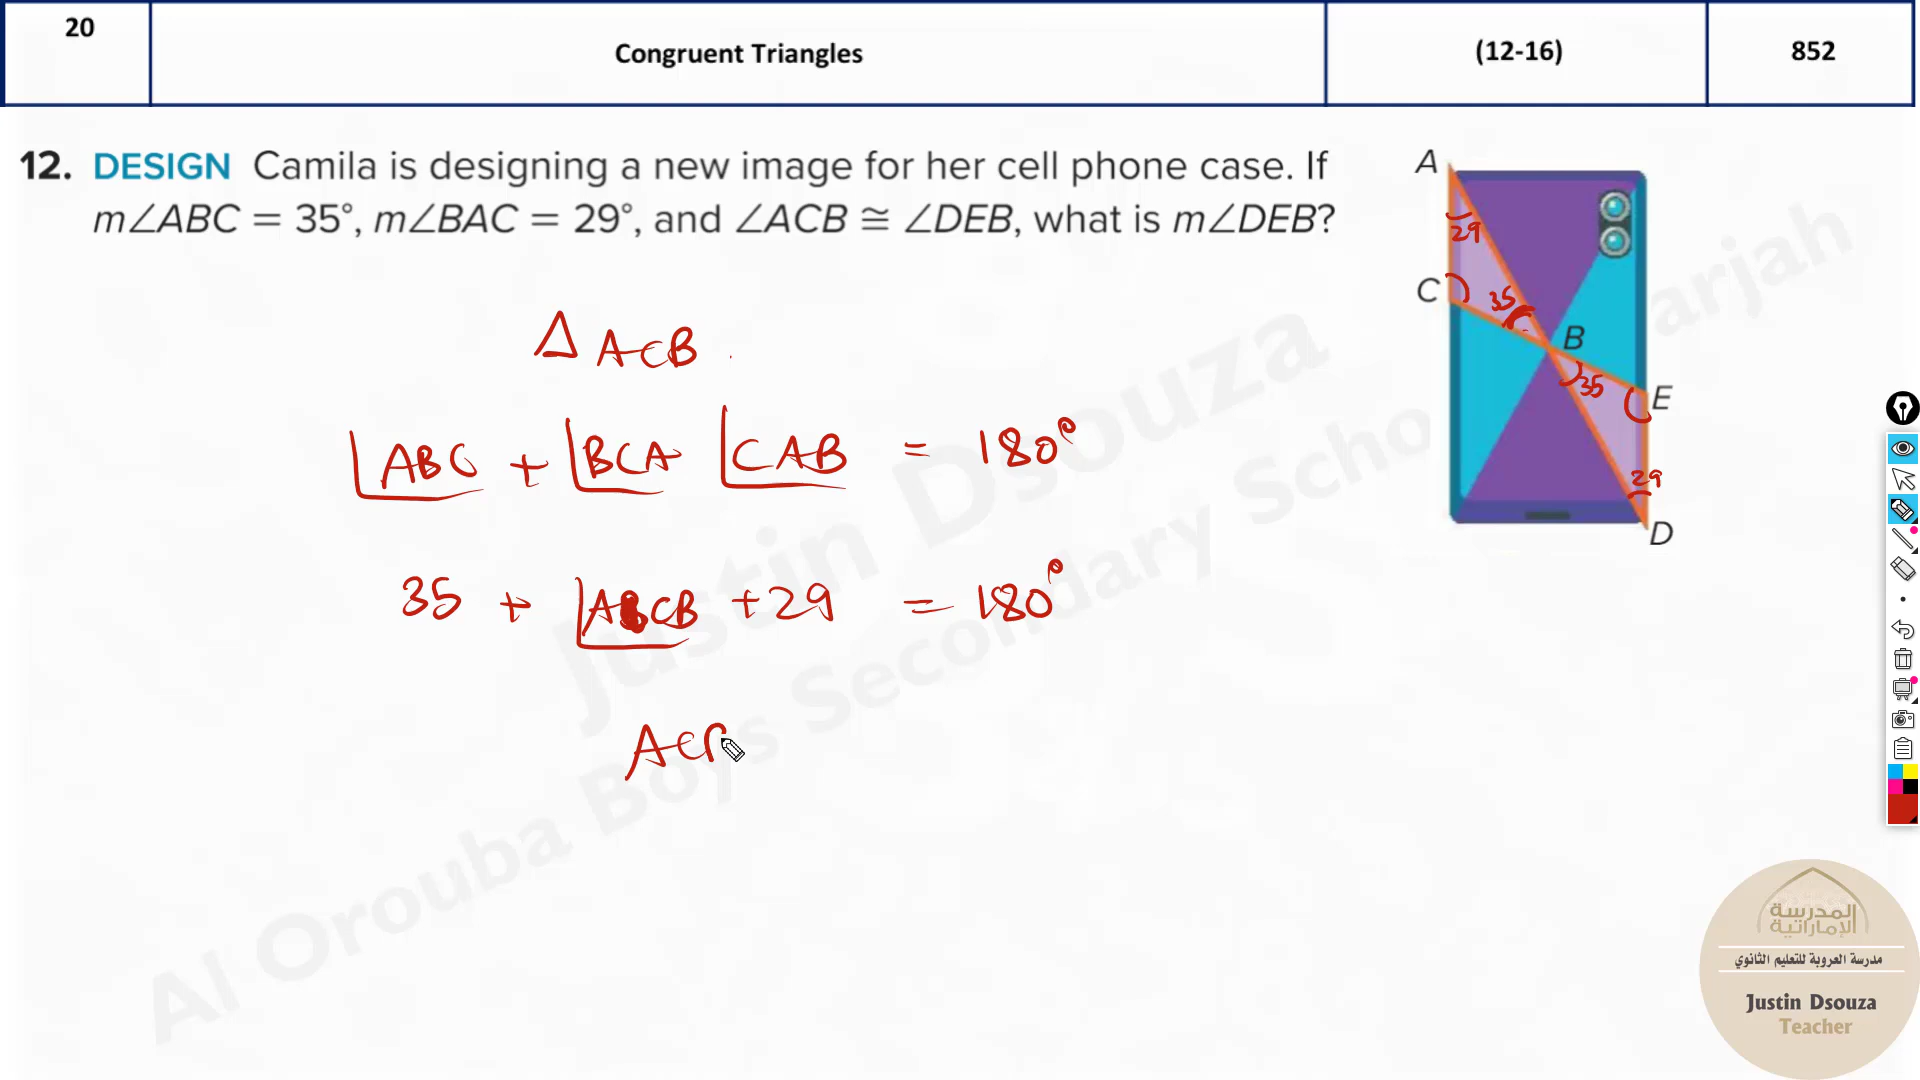 20
Congruent Triangles
(12-16)
852
12. DESIGN Camila is designing a new image for her cell phone case. If
m∠ABC = 35°, m∠BAC = 29°, and ∠ACB ≅ ∠DEB, what is m∠DEB?
A
29
C
35
B
35
E
29
D
Δ ACB
ABC + BCA CAB = 180°
35 + ACB + 29 = 180°
AC
Justin Dsouza
Al Orouba Boys Secondary School
المدرسة
الإماراتية
مدرسة العروبة للتعليم الثانوي
Justin Dsouza
Teacher